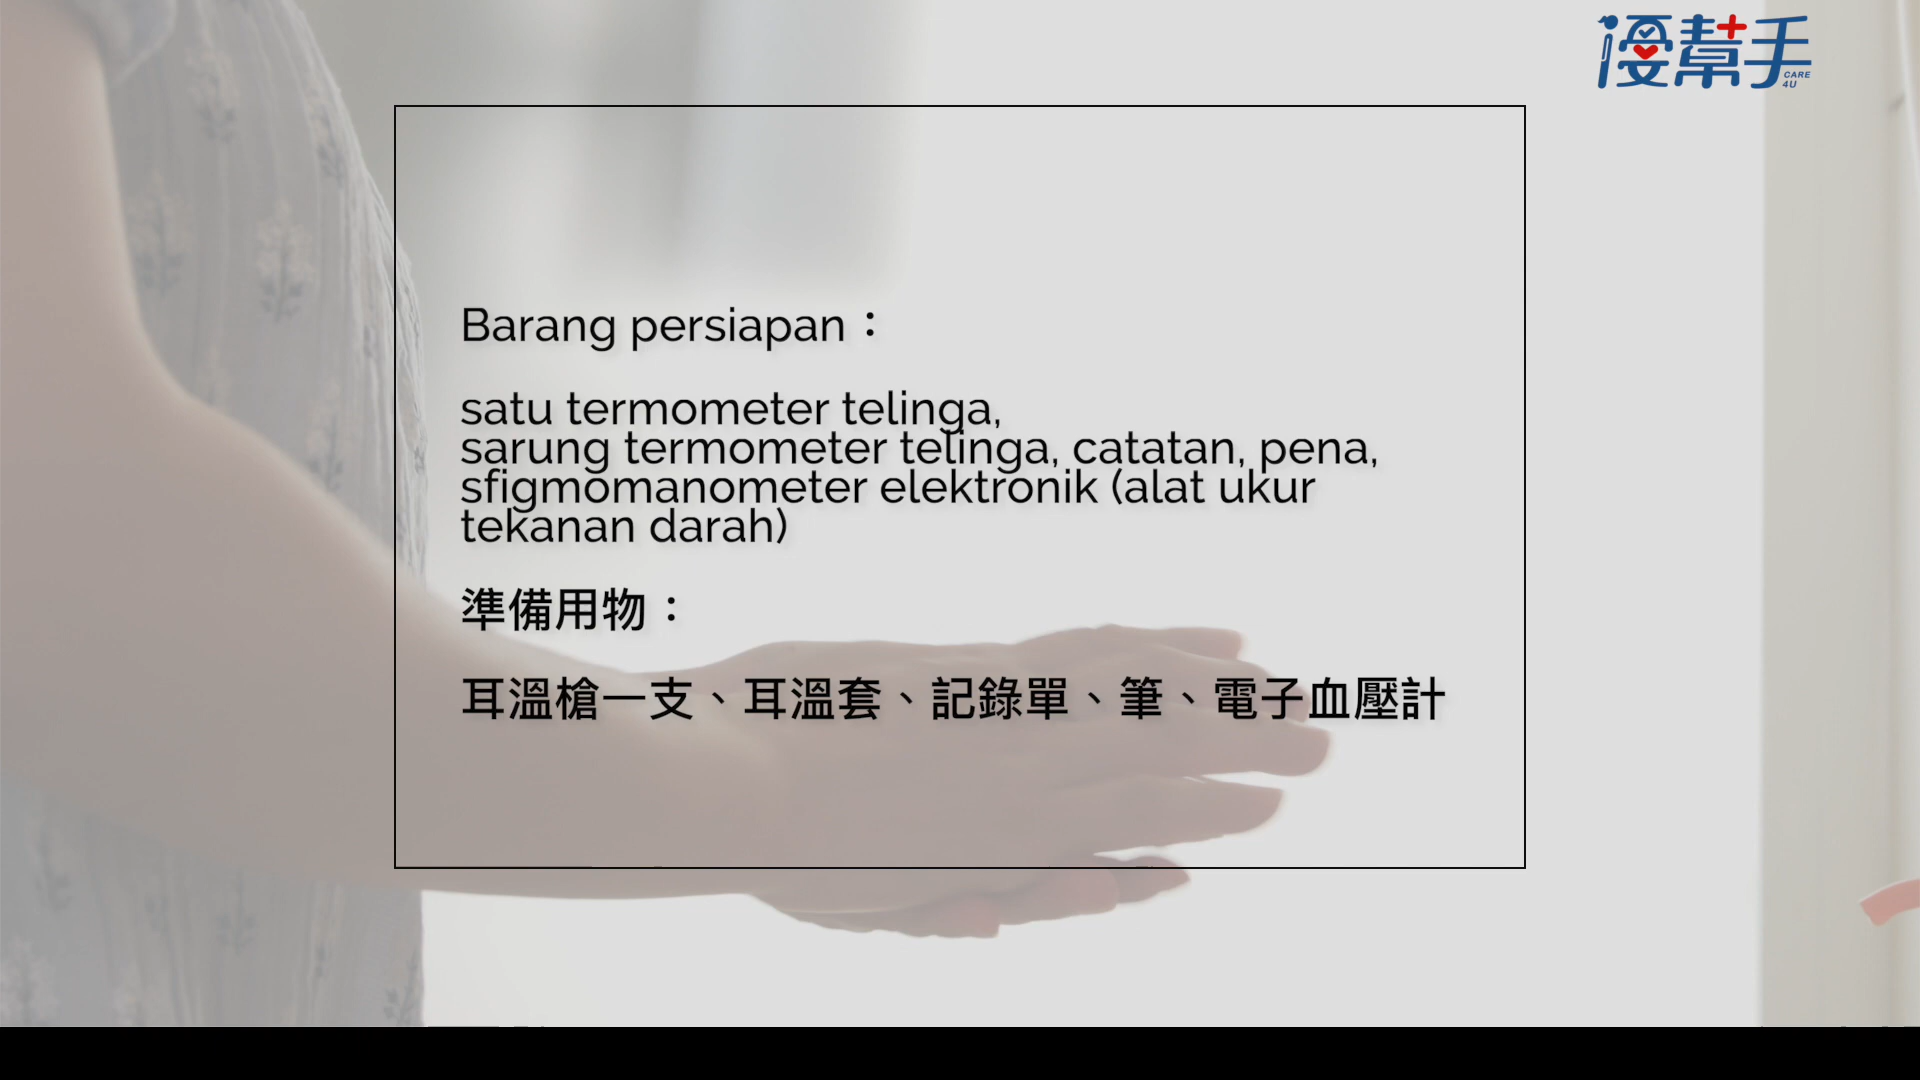 優幫手
CARE
4U
Barang persiapan：
satu termometer telinga,
sarung termometer telinga, catatan, pena,
sfigmomanometer elektronik (alat ukur
tekanan darah)
準備用物：
耳溫槍一支、耳溫套、記錄單、筆、電子血壓計